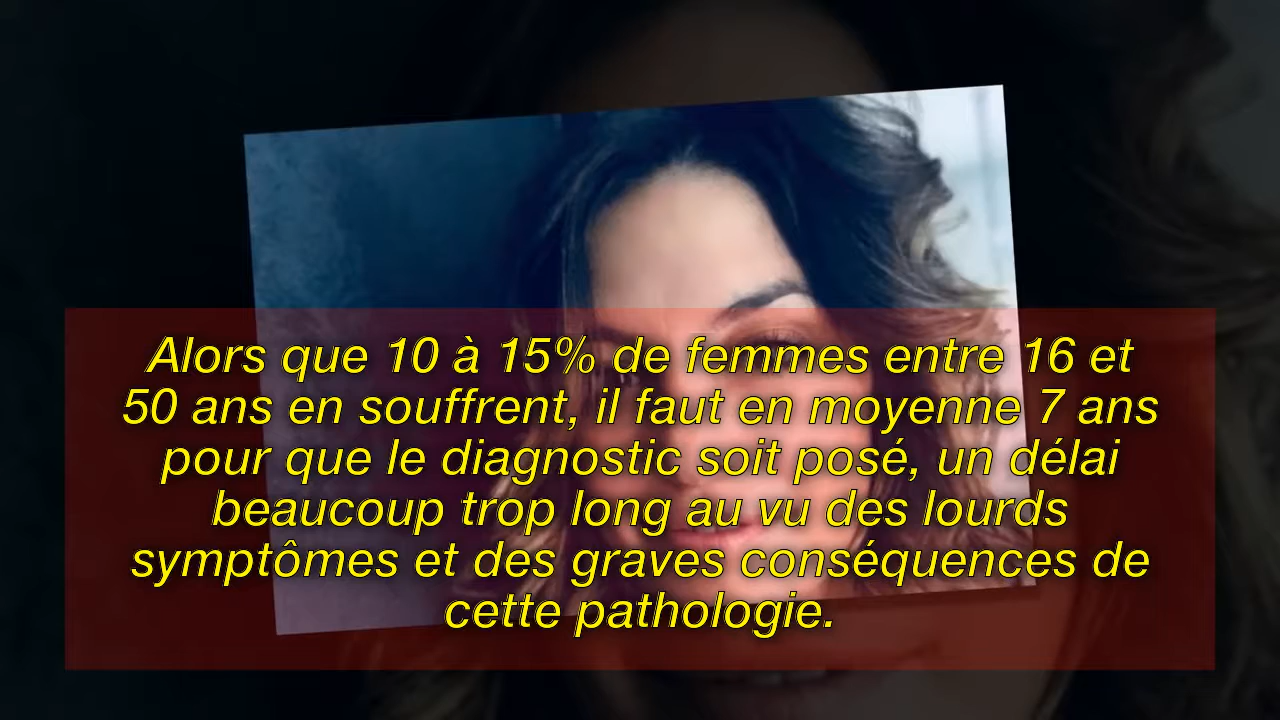 Alors que 10 à 15% de femmes entre 16 et
50 ans en souffrent, il faut en moyenne 7 ans
pour que le diagnostic soit posé, un délai
beaucoup trop long au vu des lourds
symptômes et des graves conséquences de
cette pathologie.